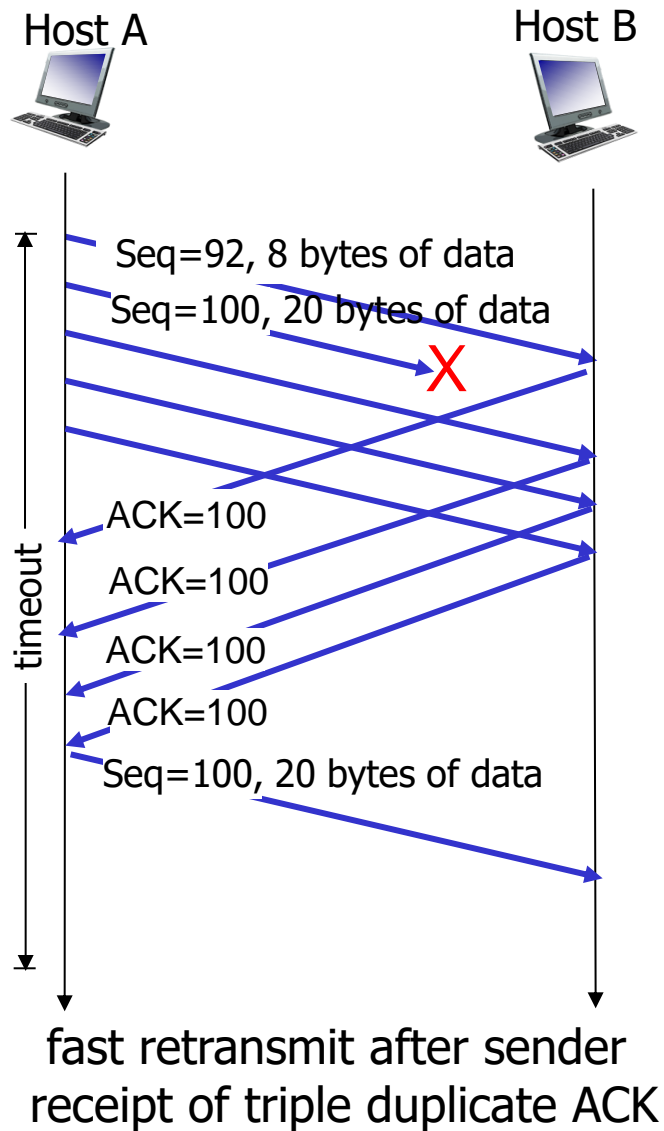 Host A
Host B
Seq=92, 8 bytes of data
Seq=100, 20 bytes of data
X
ACK=100
timeout
ACK=100
ACK=100
ACK=100
Seq=100, 20 bytes of data
fast retransmit after sender
receipt of triple duplicate ACK